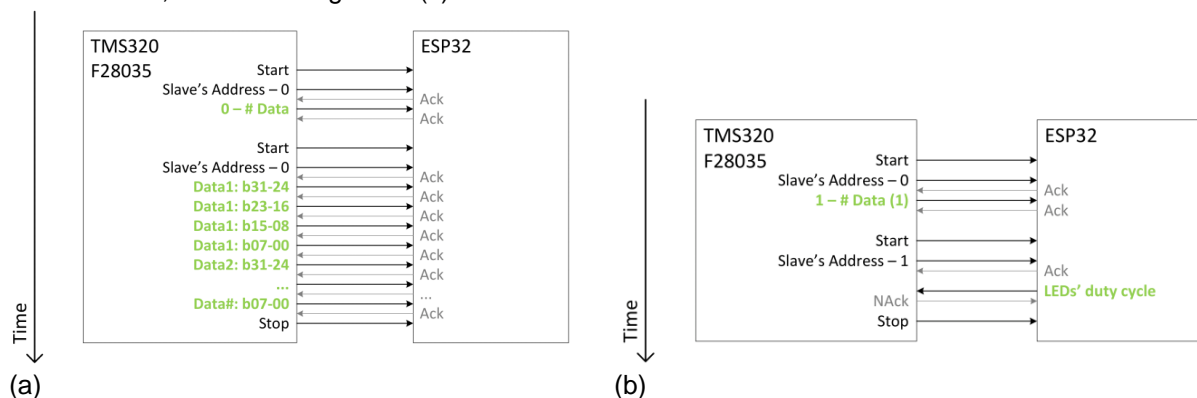 TMS320
F28035
ESP32
Start
Slave's Address – 0
Ack
0 – # Data
Ack
Start
Slave's Address – 0
Ack
Data1: b31-24
Ack
Data1: b23-16
Ack
Data1: b15-08
Ack
Data1: b07-00
Ack
Data2: b31-24
Ack
...
...
Data#: b07-00
Ack
Stop
Time
(a)
TMS320
F28035
ESP32
Start
Slave's Address – 0
Ack
1 – # Data (1)
Ack
Start
Slave's Address – 1
Ack
LEDs' duty cycle
NAck
Stop
Time
(b)